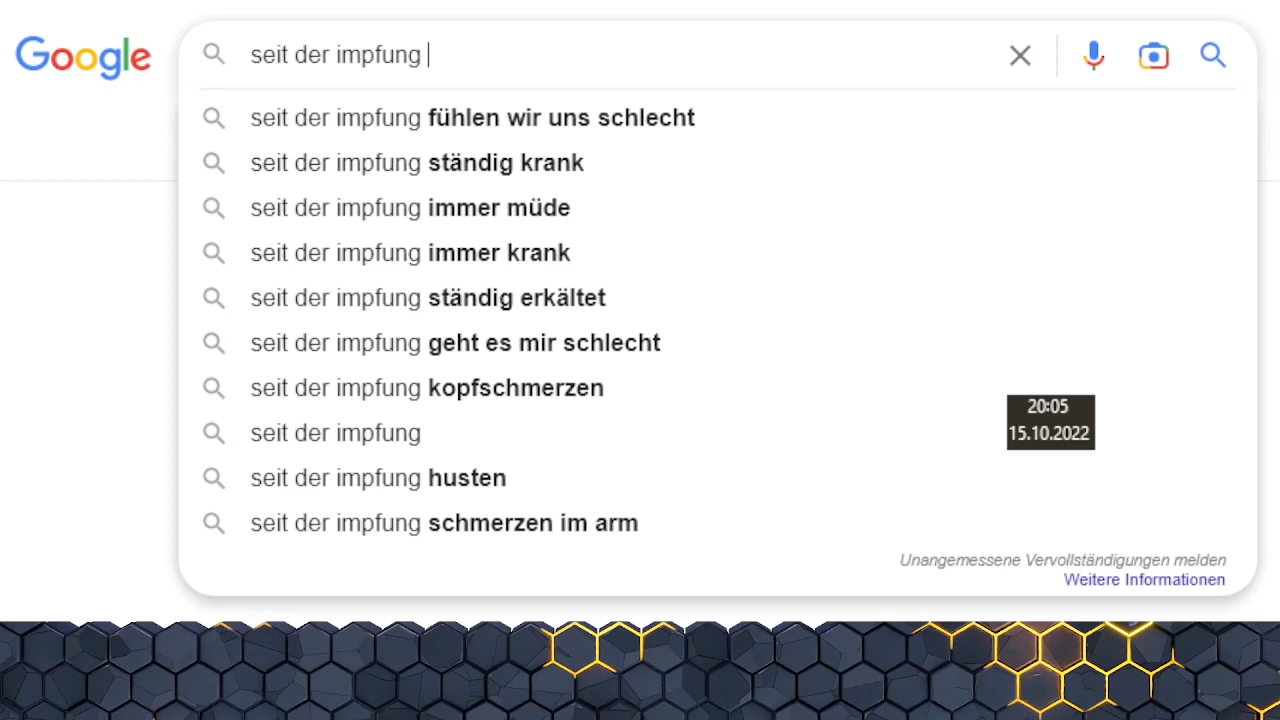 Google
seit der impfung
seit der impfung fühlen wir uns schlecht
seit der impfung ständig krank
seit der impfung immer müde
seit der impfung immer krank
seit der impfung ständig erkältet
seit der impfung geht es mir schlecht
seit der impfung kopfschmerzen
seit der impfung
seit der impfung husten
seit der impfung schmerzen im arm
20:05
15.10.2022
Unangemessene Vervollständigungen melden
Weitere Informationen